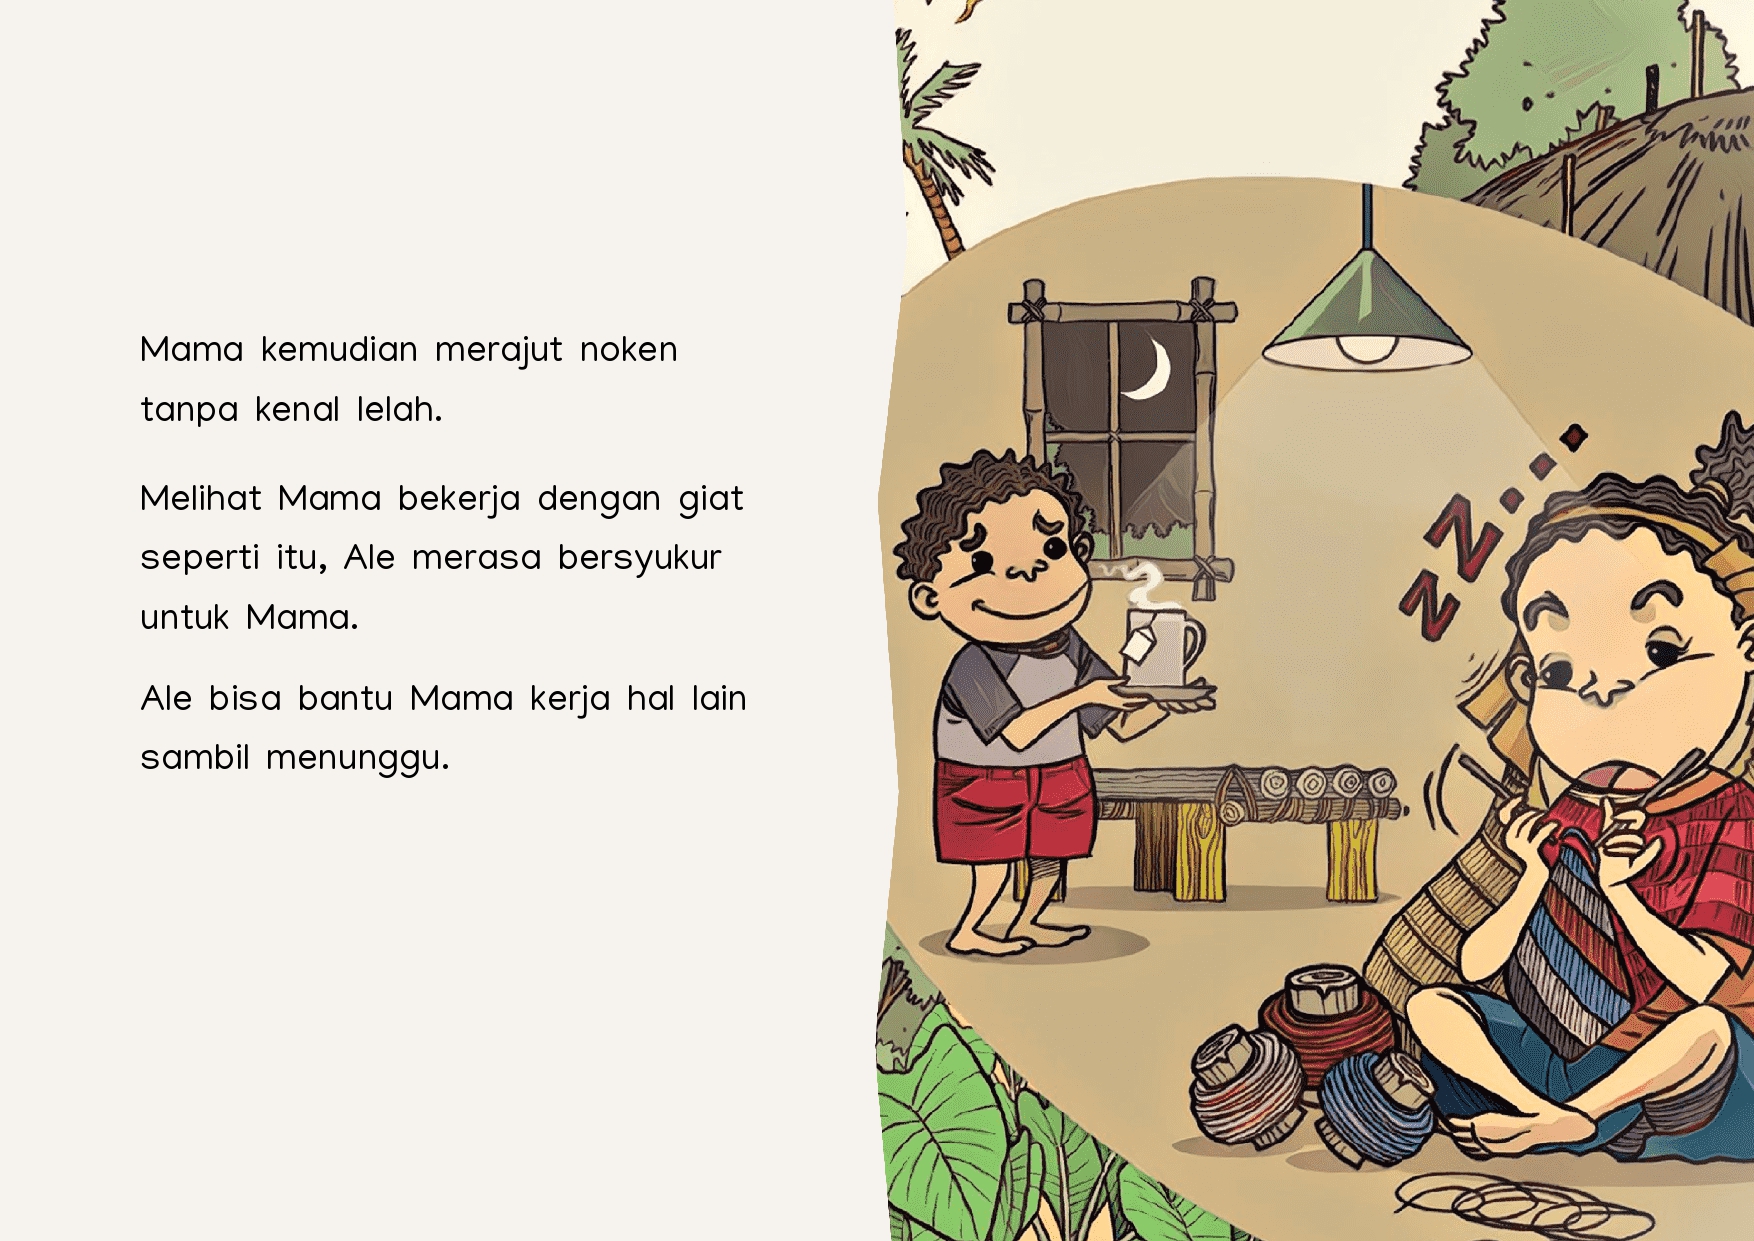 Mama kemudian merajut noken
tanpa kenal lelah.
Melihat Mama bekerja dengan giat
seperti itu, Ale merasa bersyukur
untuk Mama.
Ale bisa bantu Mama kerja hal lain
sambil menunggu.
ZZ....